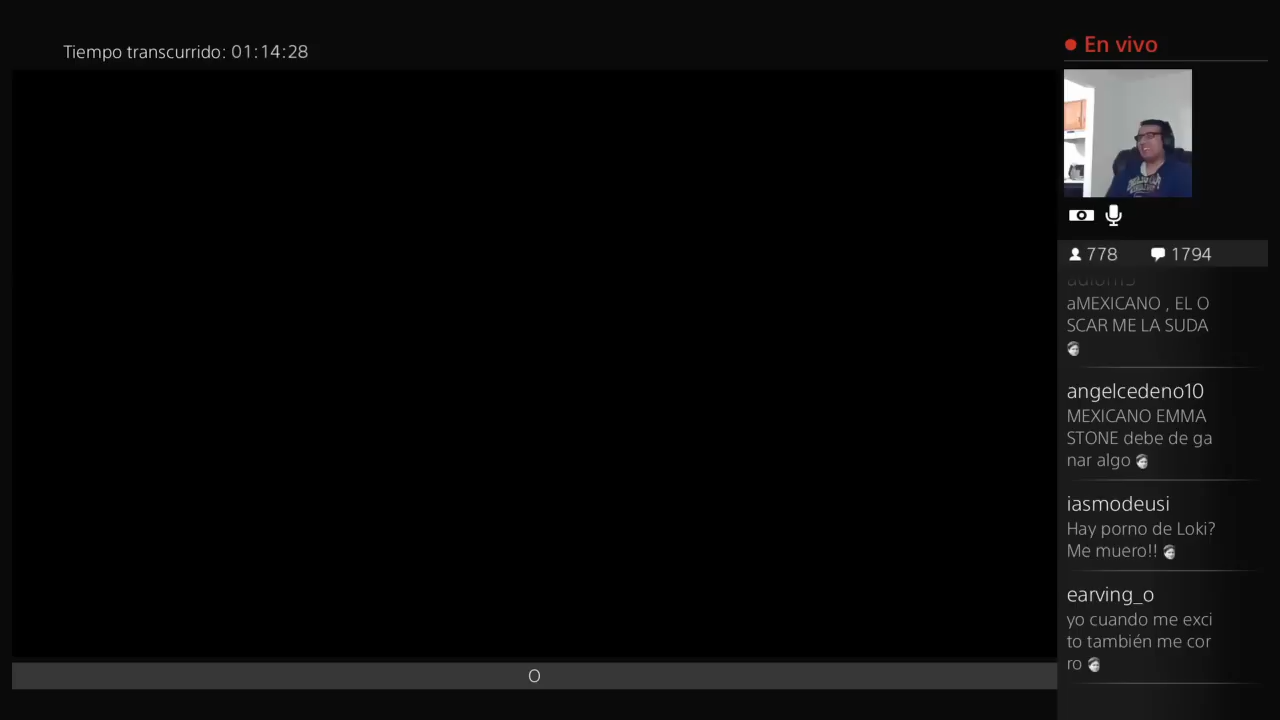 Tiempo transcurrido: 01:14:28
En vivo
778 1794
aMEXICANO , EL O
SCAR ME LA SUDA
angelcedeno10
MEXICANO EMMA
STONE debe de ga
nar algo
iasmodeusi
Hay porno de Loki?
Me muero!!
earving_o
yo cuando me exci
to también me cor
ro
O